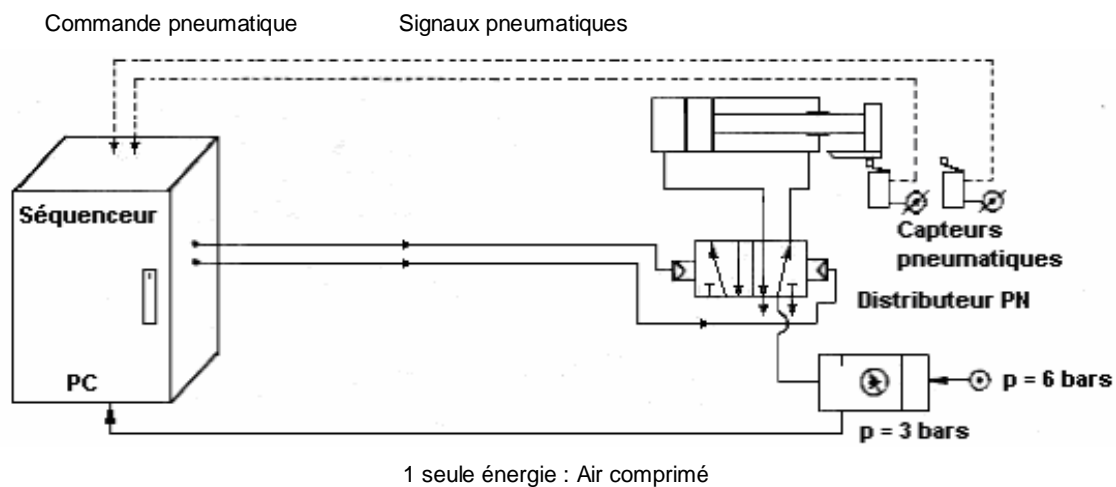 Commande pneumatique
Signaux pneumatiques
Séquenceur
Capteurs
pneumatiques
Distributeur PN
PC
p = 6 bars
p = 3 bars
1 seule énergie : Air comprimé